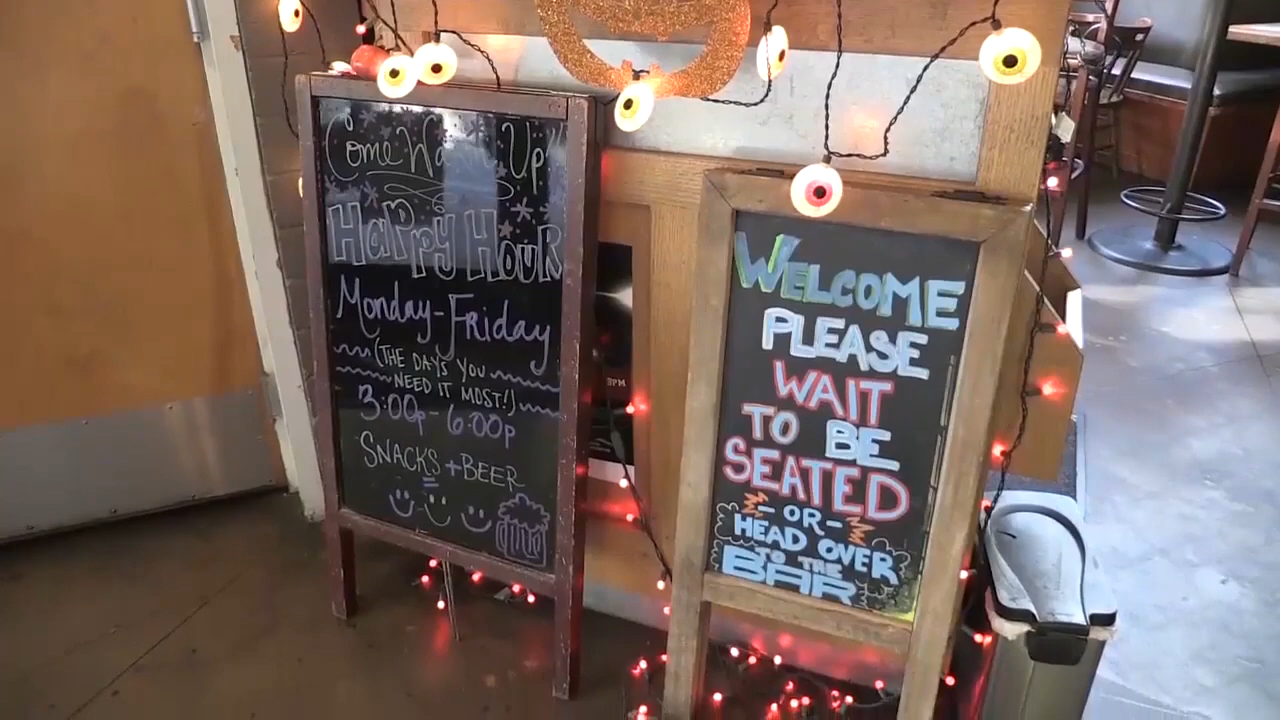 Come Warm Up
Happy Hour
Monday-Friday
(THE DAYS YOU
NEED IT MOST!)
3:00p - 6:00p
SNACKS + BEER
=
WELCOME
PLEASE
WAIT
TO BE
SEATED
-OR-
HEAD OVER
TO THE
BAR
8PM